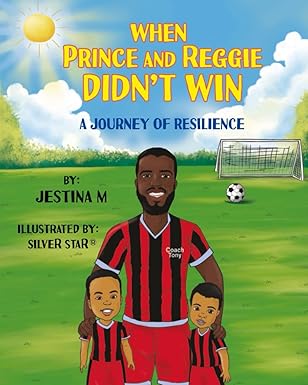 WHEN
PRINCE AND REGGIE
DIDN'T WIN
A JOURNEY OF RESILIENCE
BY:
JESTINA M
ILLUSTRATED BY:
SILVER STAR®
Coach
Tony